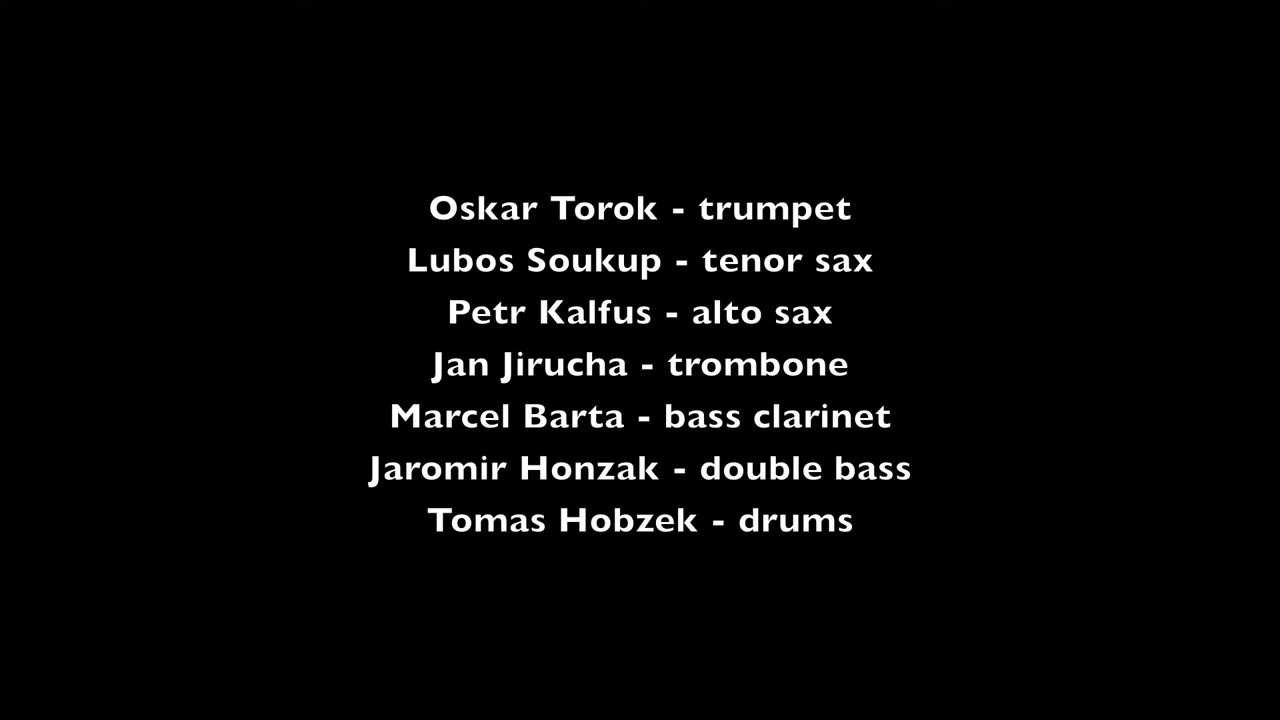 Oskar Torok - trumpet
Lubos Soukup - tenor sax
Petr Kalfus - alto sax
Jan Jirucha - trombone
Marcel Barta - bass clarinet
Jaromir Honzak - double bass
Tomas Hobzek - drums